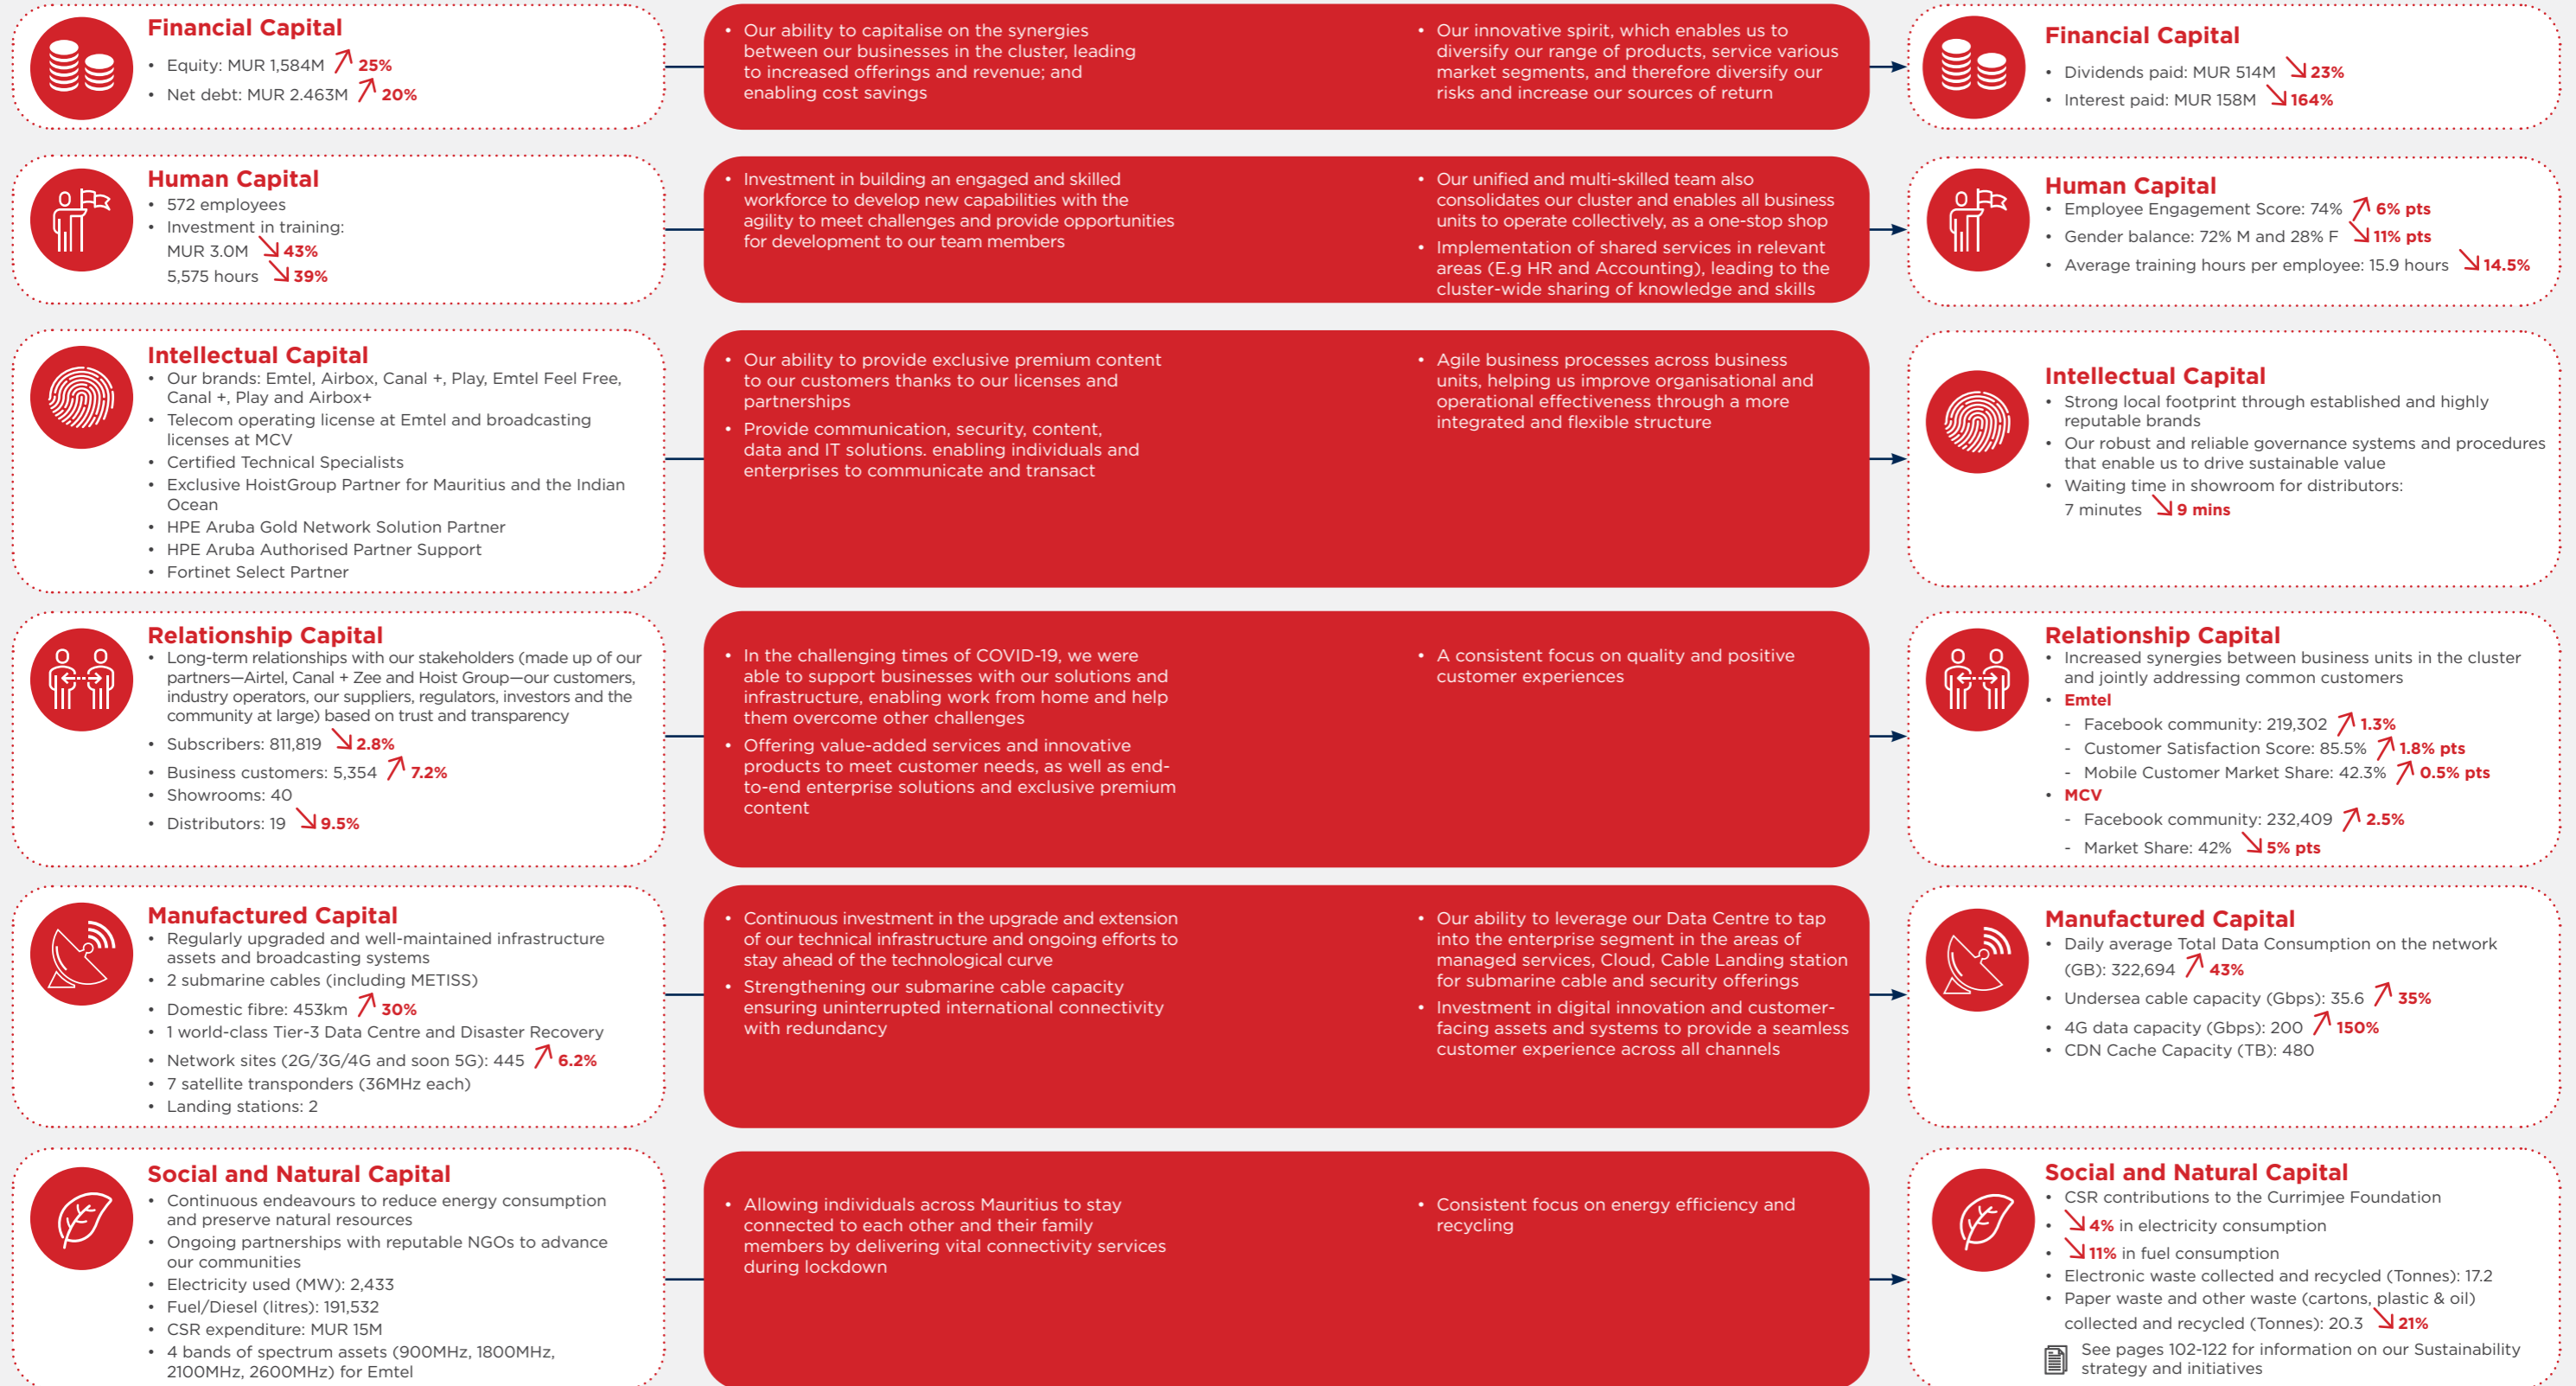 Financial Capital
• Equity: MUR 1,584M 25%
• Net debt: MUR 2.463M 20%
• Our ability to capitalise on the synergies
between our businesses in the cluster, leading
to increased offerings and revenue; and
enabling cost savings
• Our innovative spirit, which enables us to
diversify our range of products, service various
market segments, and therefore diversify our
risks and increase our sources of return
Financial Capital
• Dividends paid: MUR 514M 23%
• Interest paid: MUR 158M 164%
Human Capital
• 572 employees
• Investment in training:
MUR 3.0M 43%
5,575 hours 39%
• Investment in building an engaged and skilled
workforce to develop new capabilities with the
agility to meet challenges and provide opportunities
for development to our team members
• Our unified and multi-skilled team also
consolidates our cluster and enables all business
units to operate collectively, as a one-stop shop
• Implementation of shared services in relevant
areas (E.g HR and Accounting), leading to the
cluster-wide sharing of knowledge and skills
Human Capital
• Employee Engagement Score: 74% 6% pts
• Gender balance: 72% M and 28% F 11% pts
• Average training hours per employee: 15.9 hours 14.5%
Intellectual Capital
• Our brands: Emtel, Airbox, Canal +, Play, Emtel Feel Free,
Canal +, Play and Airbox+
• Telecom operating license at Emtel and broadcasting
licenses at MCV
• Certified Technical Specialists
• Exclusive HoistGroup Partner for Mauritius and the Indian
Ocean
• HPE Aruba Gold Network Solution Partner
• HPE Aruba Authorised Partner Support
• Fortinet Select Partner
• Our ability to provide exclusive premium content
to our customers thanks to our licenses and
partnerships
• Provide communication, security, content,
data and IT solutions. enabling individuals and
enterprises to communicate and transact
• Agile business processes across business
units, helping us improve organisational and
operational effectiveness through a more
integrated and flexible structure
Intellectual Capital
• Strong local footprint through established and highly
reputable brands
• Our robust and reliable governance systems and procedures
that enable us to drive sustainable value
• Waiting time in showroom for distributors:
7 minutes 9 mins
Relationship Capital
• Long-term relationships with our stakeholders (made up of our
partners—Airtel, Canal + Zee and Hoist Group—our customers,
industry operators, our suppliers, regulators, investors and the
community at large) based on trust and transparency
• Subscribers: 811,819 2.8%
• Business customers: 5,354 7.2%
• Showrooms: 40
• Distributors: 19 9.5%
• In the challenging times of COVID-19, we were
able to support businesses with our solutions and
infrastructure, enabling work from home and help
them overcome other challenges
• Offering value-added services and innovative
products to meet customer needs, as well as end-
to-end enterprise solutions and exclusive premium
content
• A consistent focus on quality and positive
customer experiences
Relationship Capital
• Increased synergies between business units in the cluster
and jointly addressing common customers
• Emtel
- Facebook community: 219,302 1.3%
- Customer Satisfaction Score: 85.5% 1.8% pts
- Mobile Customer Market Share: 42.3% 0.5% pts
• MCV
- Facebook community: 232,409 2.5%
- Market Share: 42% 5% pts
Manufactured Capital
• Regularly upgraded and well-maintained infrastructure
assets and broadcasting systems
• 2 submarine cables (including METISS)
• Domestic fibre: 453km 30%
• 1 world-class Tier-3 Data Centre and Disaster Recovery
• Network sites (2G/3G/4G and soon 5G): 445 6.2%
• 7 satellite transponders (36MHz each)
• Landing stations: 2
• Continuous investment in the upgrade and extension
of our technical infrastructure and ongoing efforts to
stay ahead of the technological curve
• Strengthening our submarine cable capacity
ensuring uninterrupted international connectivity
with redundancy
• Our ability to leverage our Data Centre to tap
into the enterprise segment in the areas of
managed services, Cloud, Cable Landing station
for submarine cable and security offerings
• Investment in digital innovation and customer-
facing assets and systems to provide a seamless
customer experience across all channels
Manufactured Capital
• Daily average Total Data Consumption on the network
(GB): 322,694 43%
• Undersea cable capacity (Gbps): 35.6 35%
• 4G data capacity (Gbps): 200 150%
• CDN Cache Capacity (TB): 480
Social and Natural Capital
• Continuous endeavours to reduce energy consumption
and preserve natural resources
• Ongoing partnerships with reputable NGOs to advance
our communities
• Electricity used (MW): 2,433
• Fuel/Diesel (litres): 191,532
• CSR expenditure: MUR 15M
• 4 bands of spectrum assets (900MHz, 1800MHz,
2100MHz, 2600MHz) for Emtel
• Allowing individuals across Mauritius to stay
connected to each other and their family
members by delivering vital connectivity services
during lockdown
• Consistent focus on energy efficiency and
recycling
Social and Natural Capital
• CSR contributions to the Currimjee Foundation
• 4% in electricity consumption
• 11% in fuel consumption
• Electronic waste collected and recycled (Tonnes): 17.2
• Paper waste and other waste (cartons, plastic & oil)
collected and recycled (Tonnes): 20.3 21%
See pages 102-122 for information on our Sustainability
strategy and initiatives